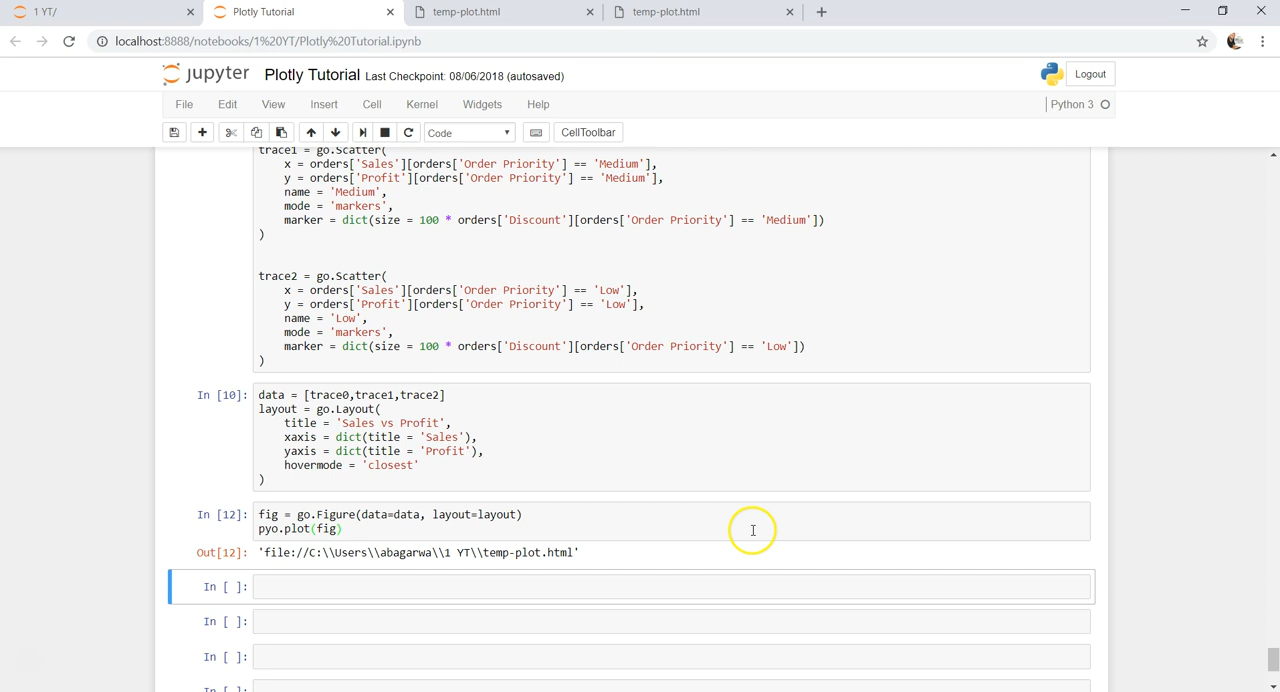 1 YT/
Plotly Tutorial
temp-plot.html
temp-plot.html
localhost:8888/notebooks/1%20YT/Plotly%20Tutorial.ipynb
jupyter Plotly Tutorial Last Checkpoint: 08/06/2018 (autosaved)
Logout
File Edit View Insert Cell Kernel Widgets Help
Python 3
Code
CellToolbar
trace1 = go.Scatter(
x = orders['Sales'][orders['Order Priority'] == 'Medium'],
y = orders['Profit'][orders['Order Priority'] == 'Medium'],
name = 'Medium',
mode = 'markers',
marker = dict(size = 100 * orders['Discount'][orders['Order Priority'] == 'Medium'])
)
trace2 = go.Scatter(
x = orders['Sales'][orders['Order Priority'] == 'Low'],
y = orders['Profit'][orders['Order Priority'] == 'Low'],
name = 'Low',
mode = 'markers',
marker = dict(size = 100 * orders['Discount'][orders['Order Priority'] == 'Low'])
)
In [10]: data = [trace0,trace1,trace2]
layout = go.Layout(
title = 'Sales vs Profit',
xaxis = dict(title = 'Sales'),
yaxis = dict(title = 'Profit'),
hovermode = 'closest'
)
In [12]: fig = go.Figure(data=data, layout=layout)
pyo.plot(fig)
Out[12]: 'file://C:\\Users\\abagarwa\\1 YT\\temp-plot.html'
In [ ]:
In [ ]:
In [ ]:
In [ ]: